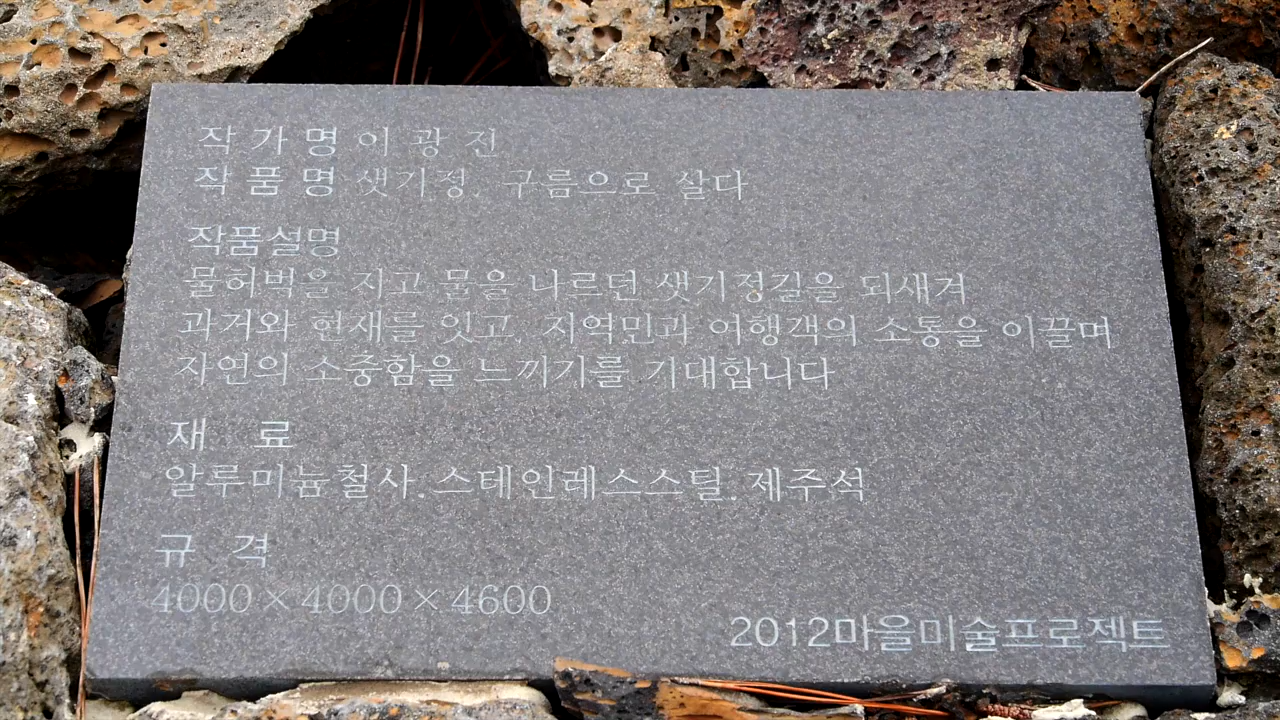 작 가 명 이 광 진
작 품 명 샛기정, 구름으로 살다
작품설명
물허벅을 지고 물을 나르던 샛기정길을 되새겨
과거와 현재를 잇고, 지역민과 여행객의 소통을 이끌며
자연의 소중함을 느끼기를 기대합니다
재 료
알루미늄철사.스테인레스스틸.제주석
규 격
4000×4000×4600
2012마을미술프로젝트